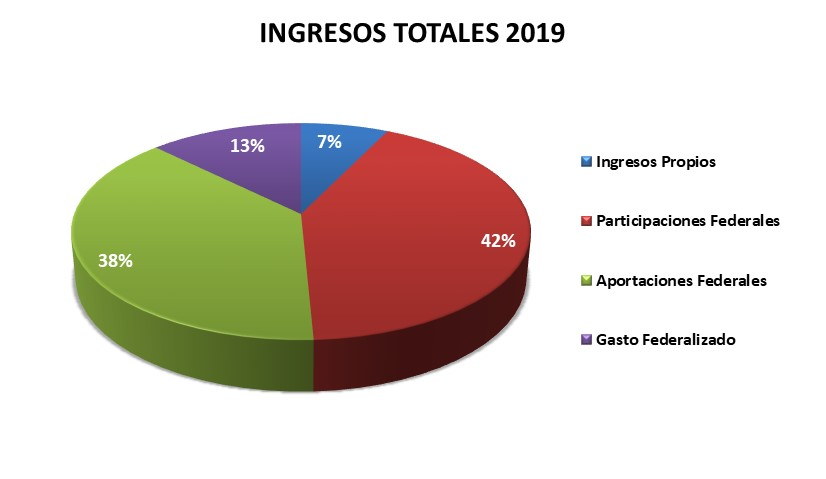 INGRESOS TOTALES 2019
13%
7%
42%
38%
Ingresos Propios
Participaciones Federales
Aportaciones Federales
Gasto Federalizado